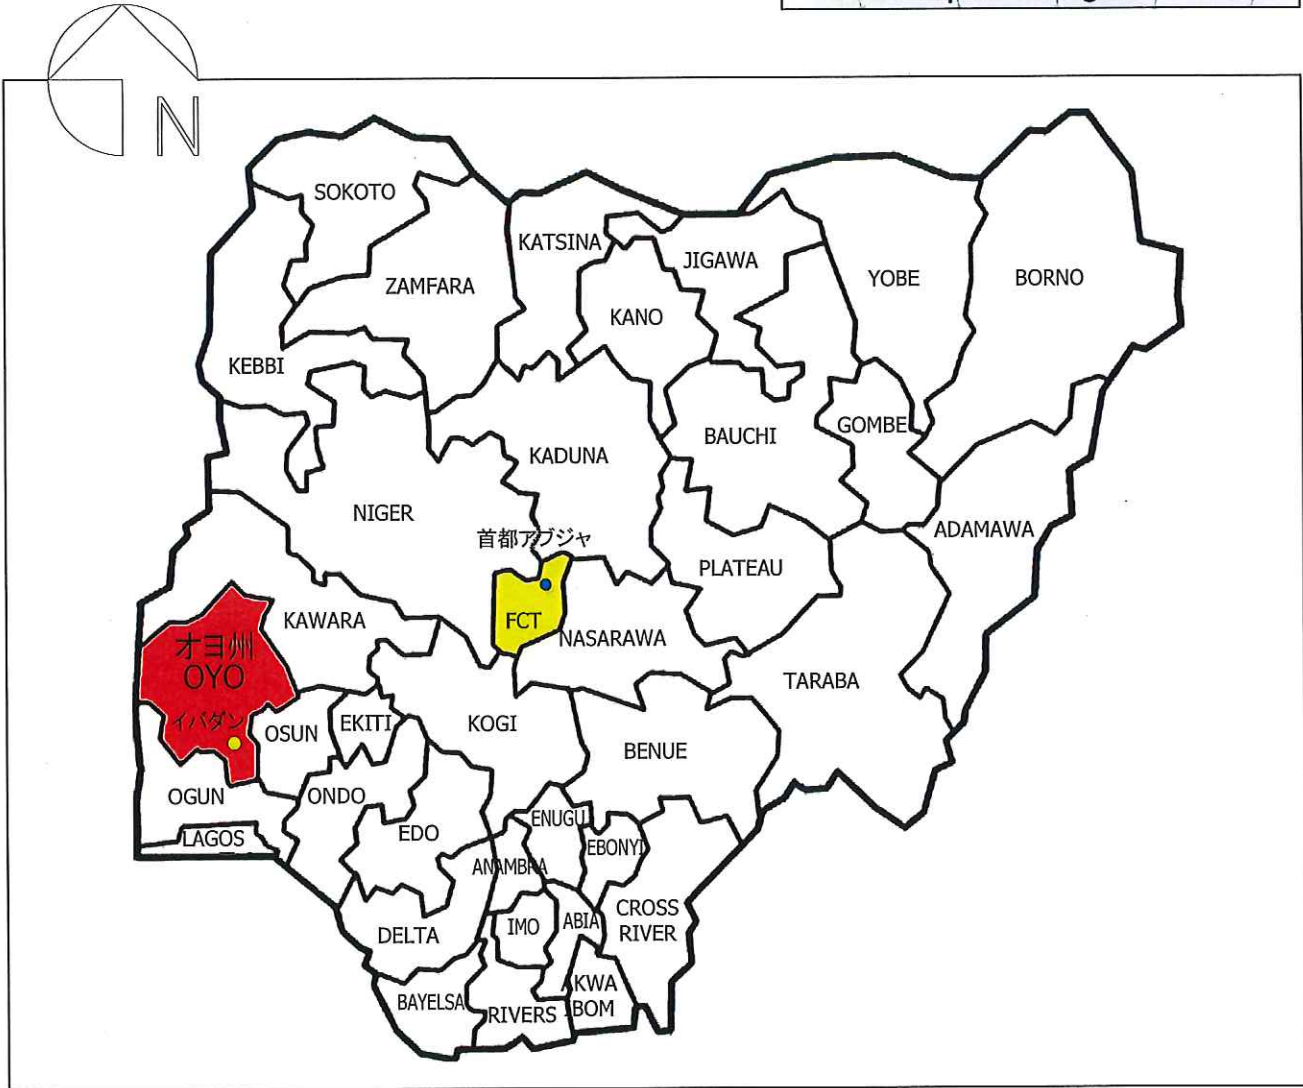 N
SOKOTO
KATSINA
JIGAWA
ZAMFARA
YOBE
BORNO
KANO
KEBBI
GOMBE
BAUCHI
KADUNA
NIGER
首都アブジャ
ADAMAWA
PLATEAU
FCT
KAWARA
NASARAWA
オヨ州
OYO
TARABA
イバダン
OSUN
EKITI
KOGI
BENUE
OGUN
ONDO
LAGOS
EDO
ENUGU
EBONYI
ANAMBRA
CROSS
RIVER
IMO
ABIA
DELTA
AKWA
IBOM
BAYELSA
RIVERS